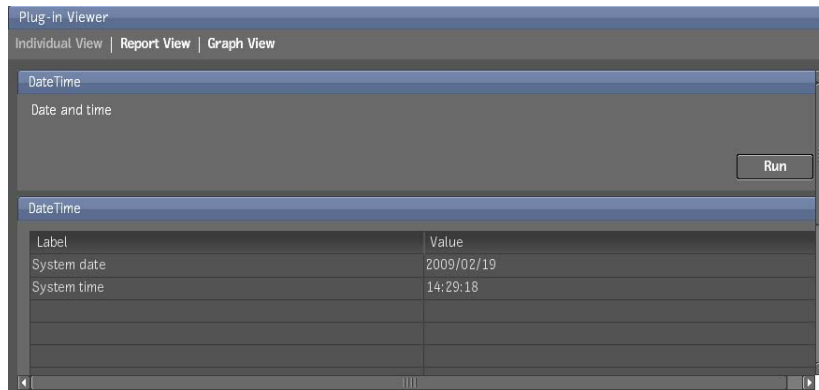 Plug-in Viewer
Individual View | Report View | Graph View
DateTime
Date and time
Run
DateTime
Label Value
System date 2009/02/19
System time 14:29:18